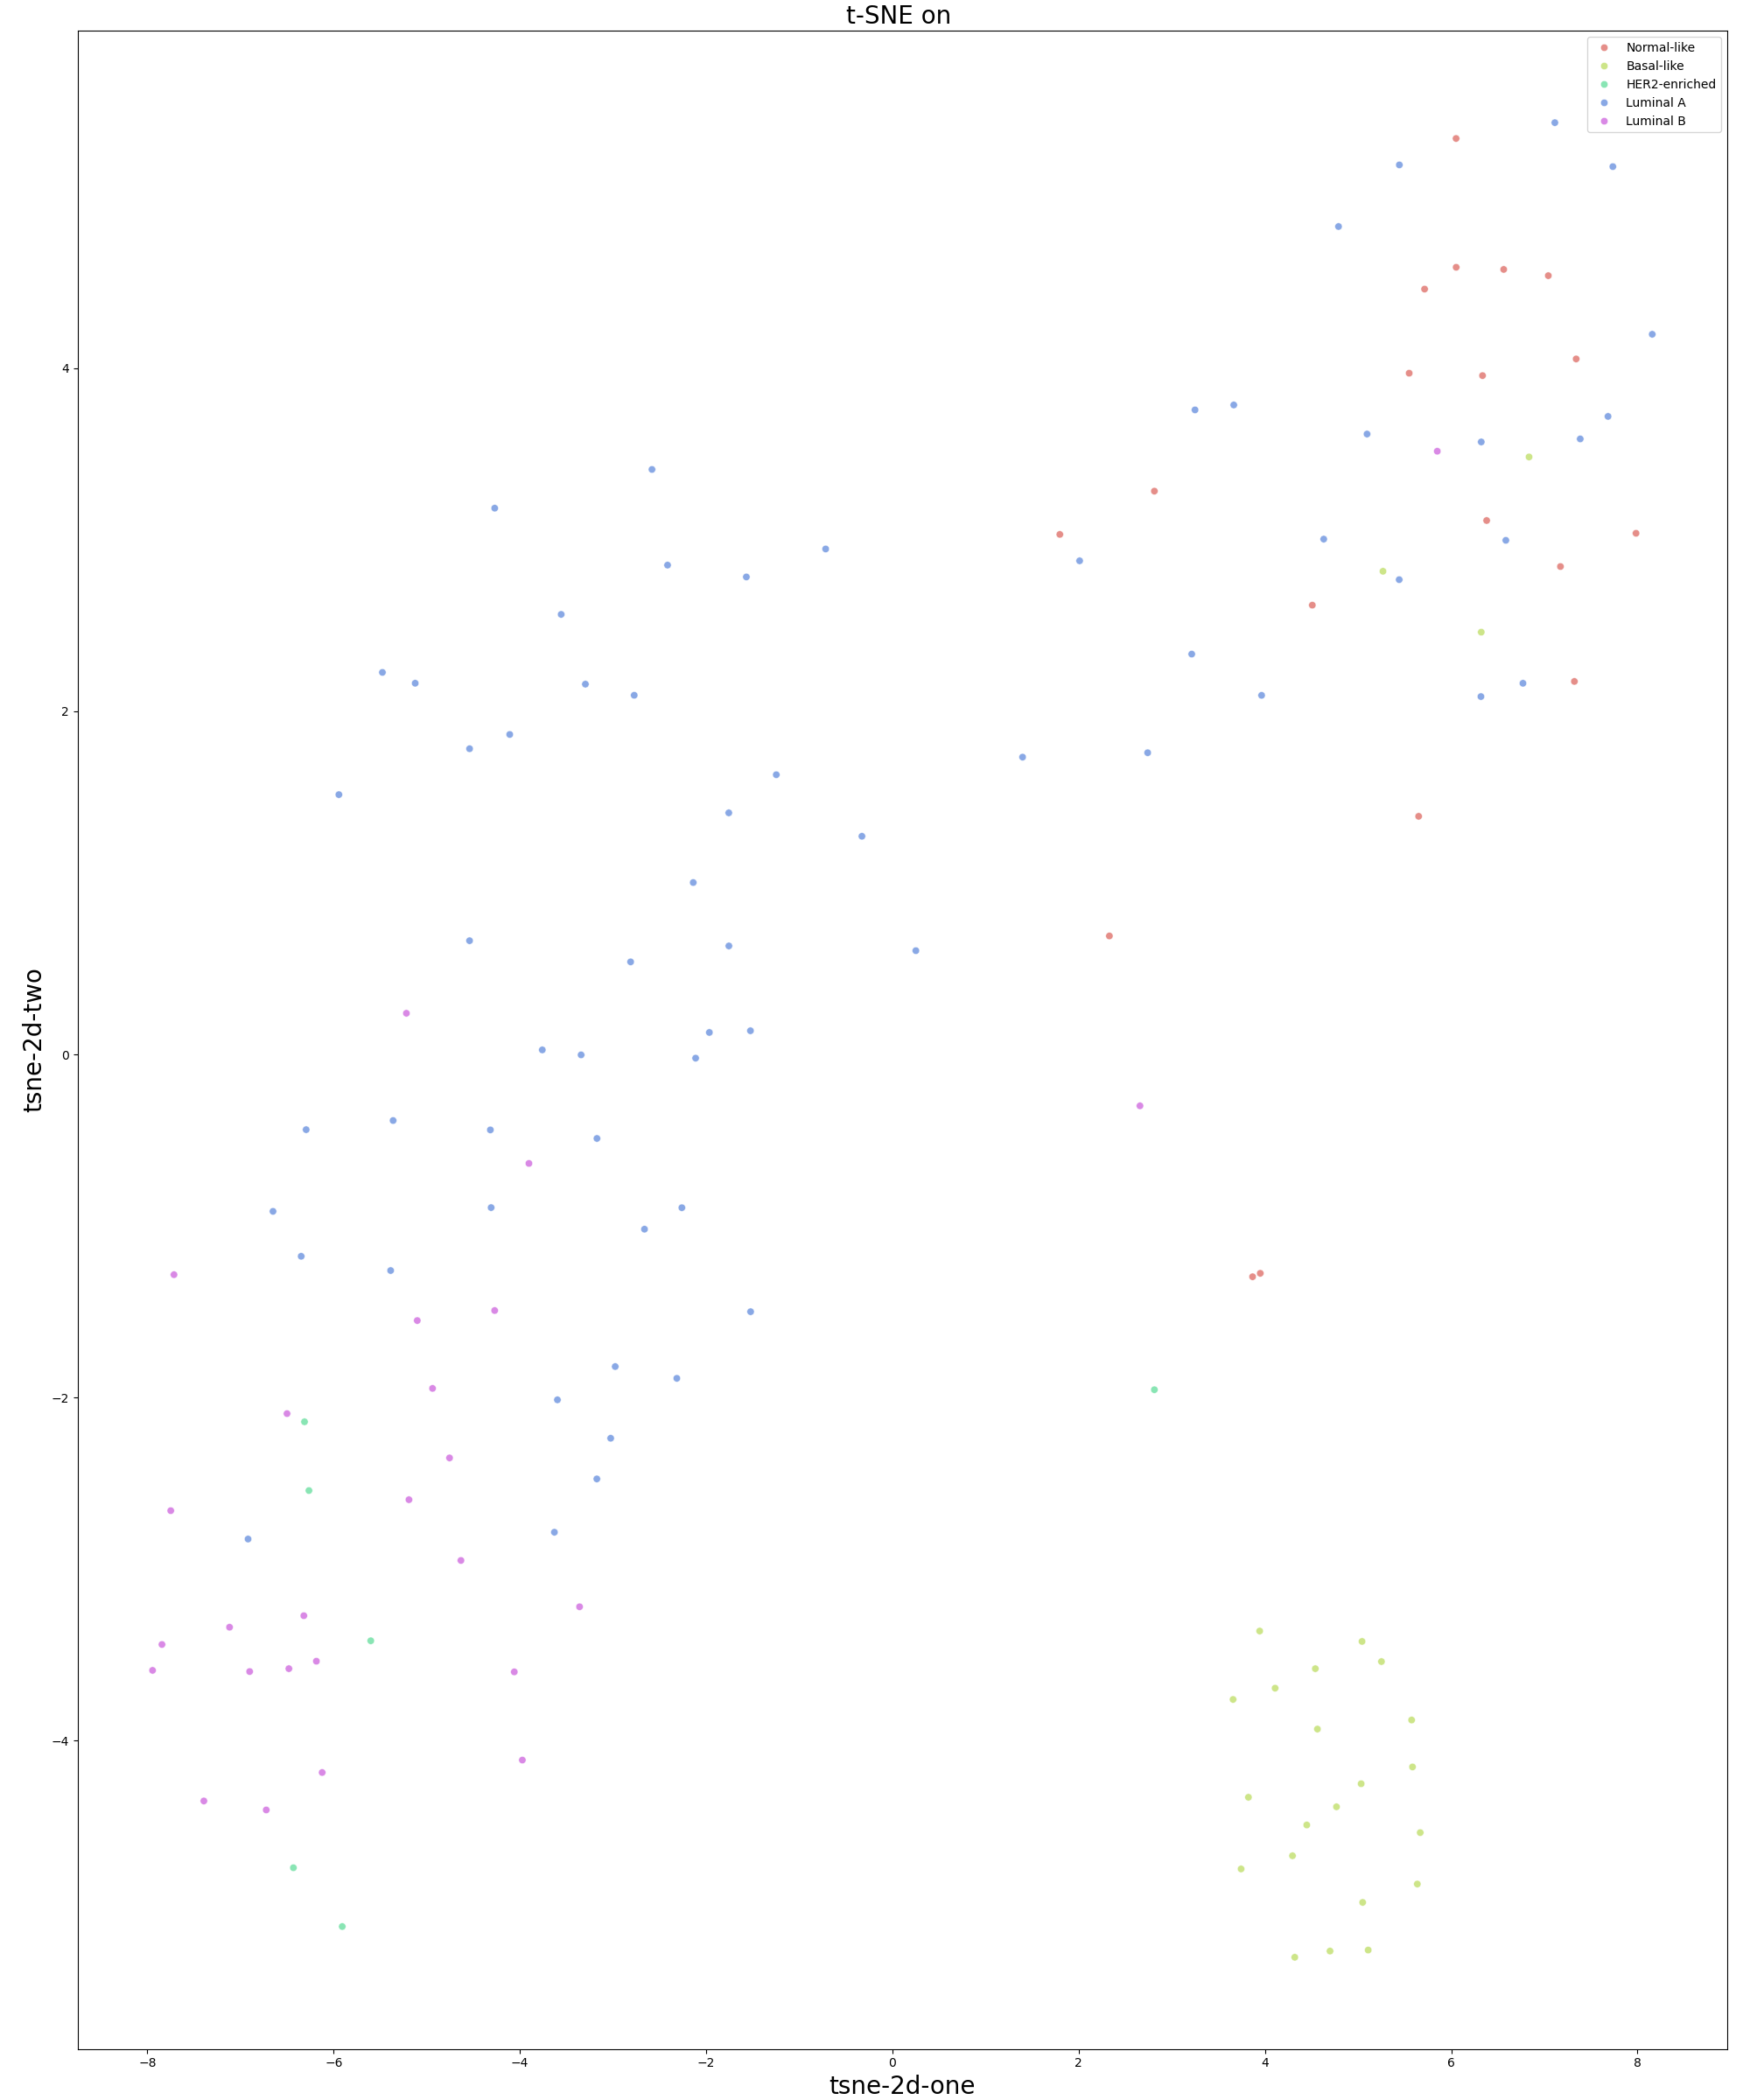 t-SNE on
Normal-like
Basal-like
HER2-enriched
Luminal A
Luminal B
tsne-2d-two
4
2
0
−2
−4
−8
−6
−4
−2
0
2
4
6
8
tsne-2d-one